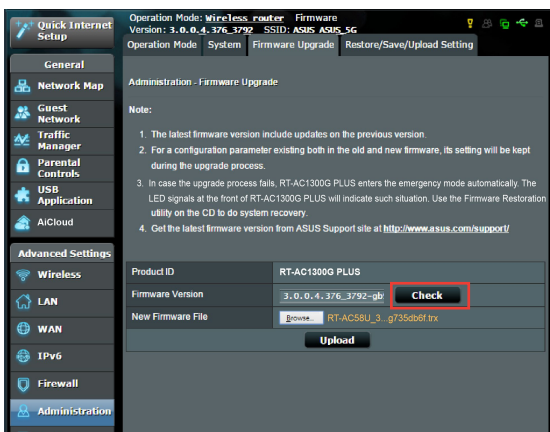 Quick Internet
Setup
Operation Mode: Wireless router Firmware
Version: 3.0.0.4.376_3792 SSID: ASUS ASUS_5G
Operation Mode System Firmware Upgrade Restore/Save/Upload Setting
General
Network Map
Guest
Network
Traffic
Manager
Parental
Controls
USB
Application
AiCloud
Advanced Settings
Wireless
LAN
WAN
IPv6
Firewall
Administration
Administration - Firmware Upgrade
Note:
1. The latest firmware version include updates on the previous version.
2. For a configuration parameter existing both in the old and new firmware, its setting will be kept
during the upgrade process.
3. In case the upgrade process fails, RT-AC1300G PLUS enters the emergency mode automatically. The
LED signals at the front of RT-AC1300G PLUS will indicate such situation. Use the Firmware Restoration
utility on the CD to do system recovery.
4. Get the latest firmware version from ASUS Support site at http://www.asus.com/support/
Product ID RT-AC1300G PLUS
Firmware Version 3.0.0.4.376_3792-gb Check
New Firmware File Browse... RT-AC58U_3...g735db6f.trx
Upload